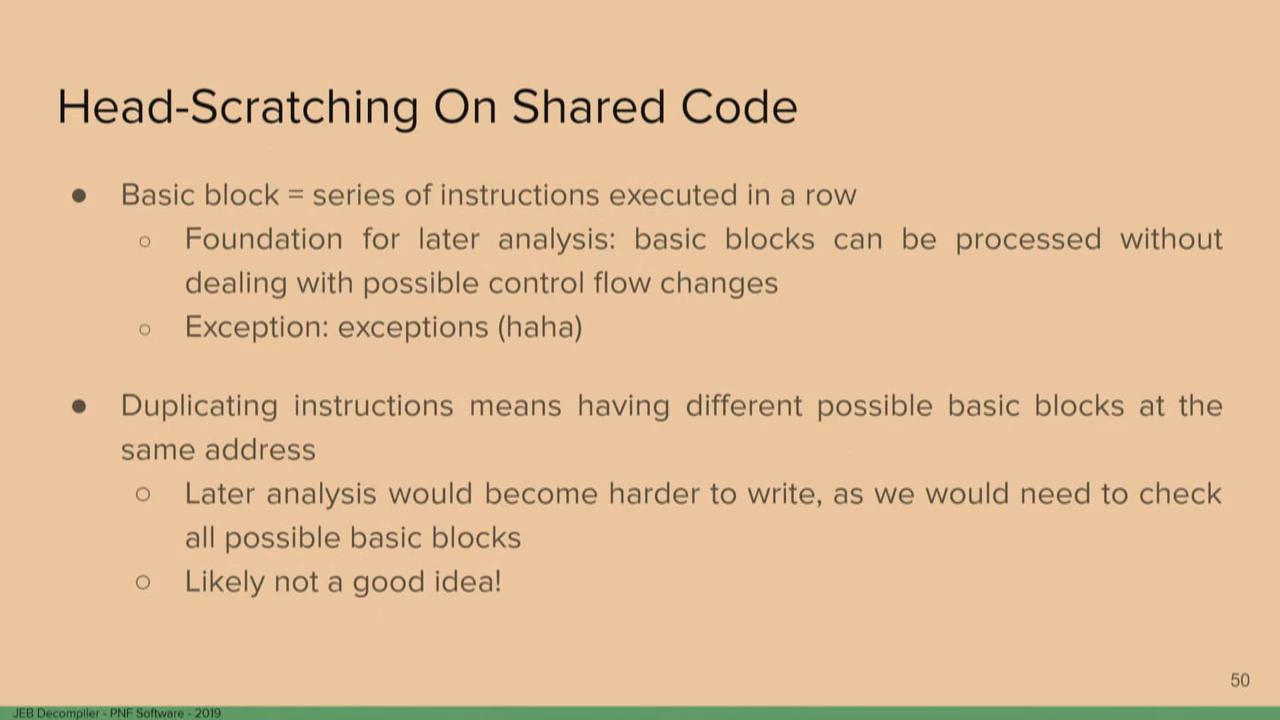 Head-Scratching On Shared Code
● Basic block = series of instructions executed in a row
○ Foundation for later analysis: basic blocks can be processed without
dealing with possible control flow changes
○ Exception: exceptions (haha)
● Duplicating instructions means having different possible basic blocks at the
same address
○ Later analysis would become harder to write, as we would need to check
all possible basic blocks
○ Likely not a good idea!
50
JEB Decompiler - PNF Software - 2019